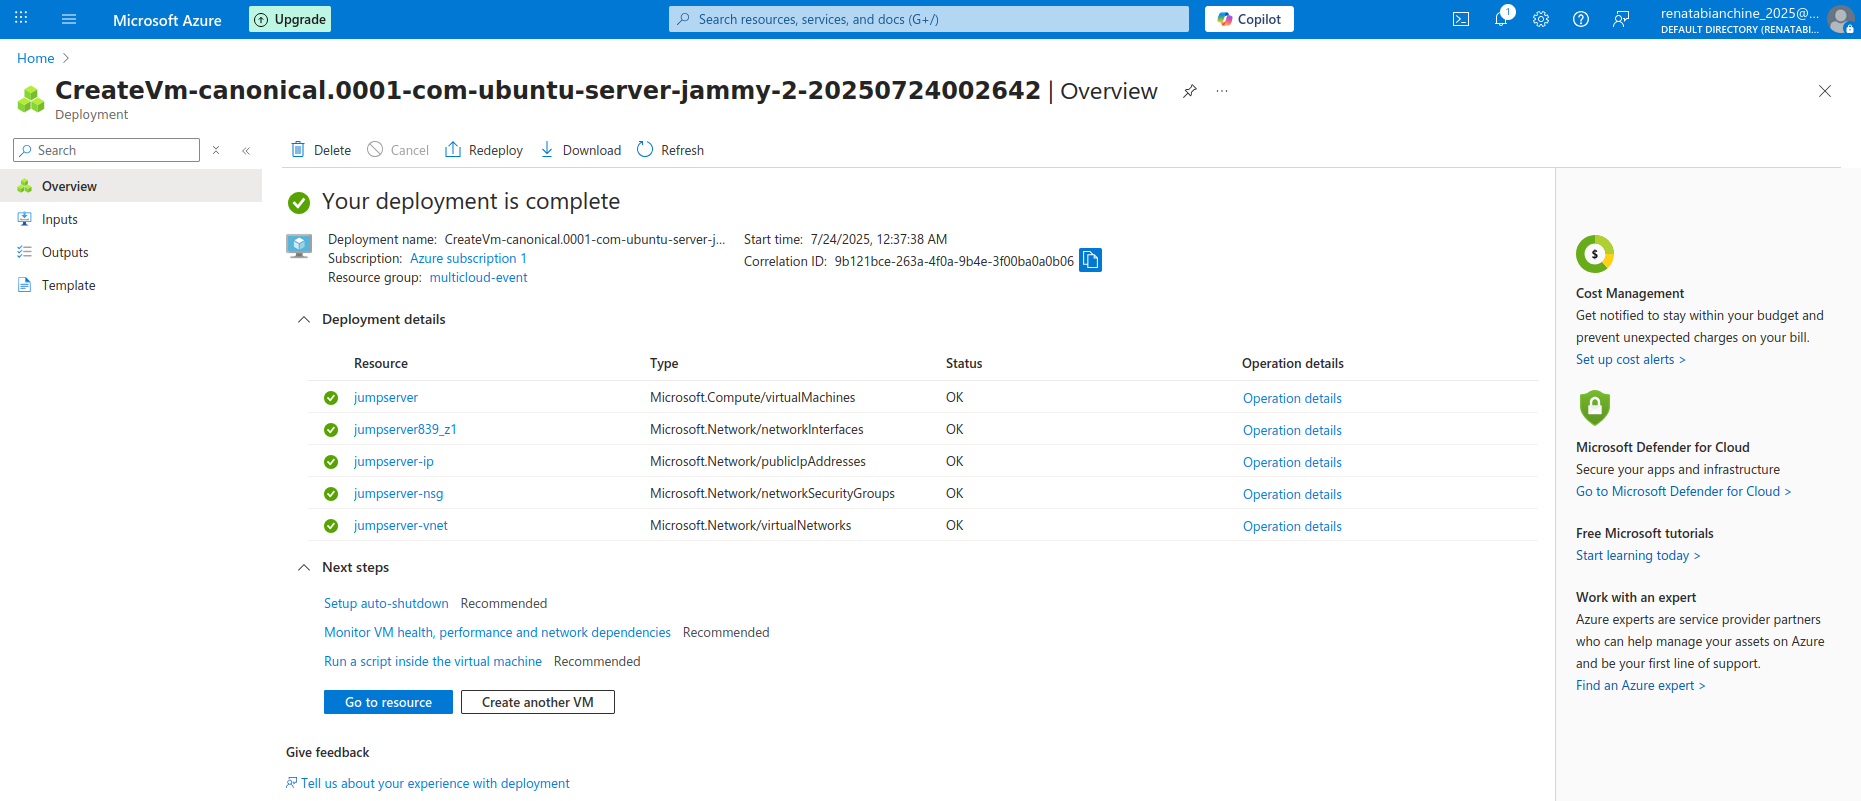 Microsoft Azure
Upgrade
Search resources, services, and docs (G+/)
Copilot
1
renatabianchine_2025@...
DEFAULT DIRECTORY (RENATABI...
Home >
CreateVm-canonical.0001-com-ubuntu-server-jammy-2-20250724002642 | Overview
Deployment
Search
Delete
Cancel
Redeploy
Download
Refresh
Overview
Inputs
Outputs
Template
Your deployment is complete
Deployment name: CreateVm-canonical.0001-com-ubuntu-server-j...
Subscription: Azure subscription 1
Resource group: multicloud-event
Start time: 7/24/2025, 12:37:38 AM
Correlation ID: 9b121bce-263a-4f0a-9b4e-3f00ba0a0b06
Deployment details
Resource Type Status Operation details
jumpserver Microsoft.Compute/virtualMachines OK Operation details
jumpserver839_z1 Microsoft.Network/networkInterfaces OK Operation details
jumpserver-ip Microsoft.Network/publicIpAddresses OK Operation details
jumpserver-nsg Microsoft.Network/networkSecurityGroups OK Operation details
jumpserver-vnet Microsoft.Network/virtualNetworks OK Operation details
Next steps
Setup auto-shutdown Recommended
Monitor VM health, performance and network dependencies Recommended
Run a script inside the virtual machine Recommended
Go to resource
Create another VM
Give feedback
Tell us about your experience with deployment
$
Cost Management
Get notified to stay within your budget and
prevent unexpected charges on your bill.
Set up cost alerts >
Microsoft Defender for Cloud
Secure your apps and infrastructure
Go to Microsoft Defender for Cloud >
Free Microsoft tutorials
Start learning today >
Work with an expert
Azure experts are service provider partners
who can help manage your assets on Azure
and be your first line of support.
Find an Azure expert >